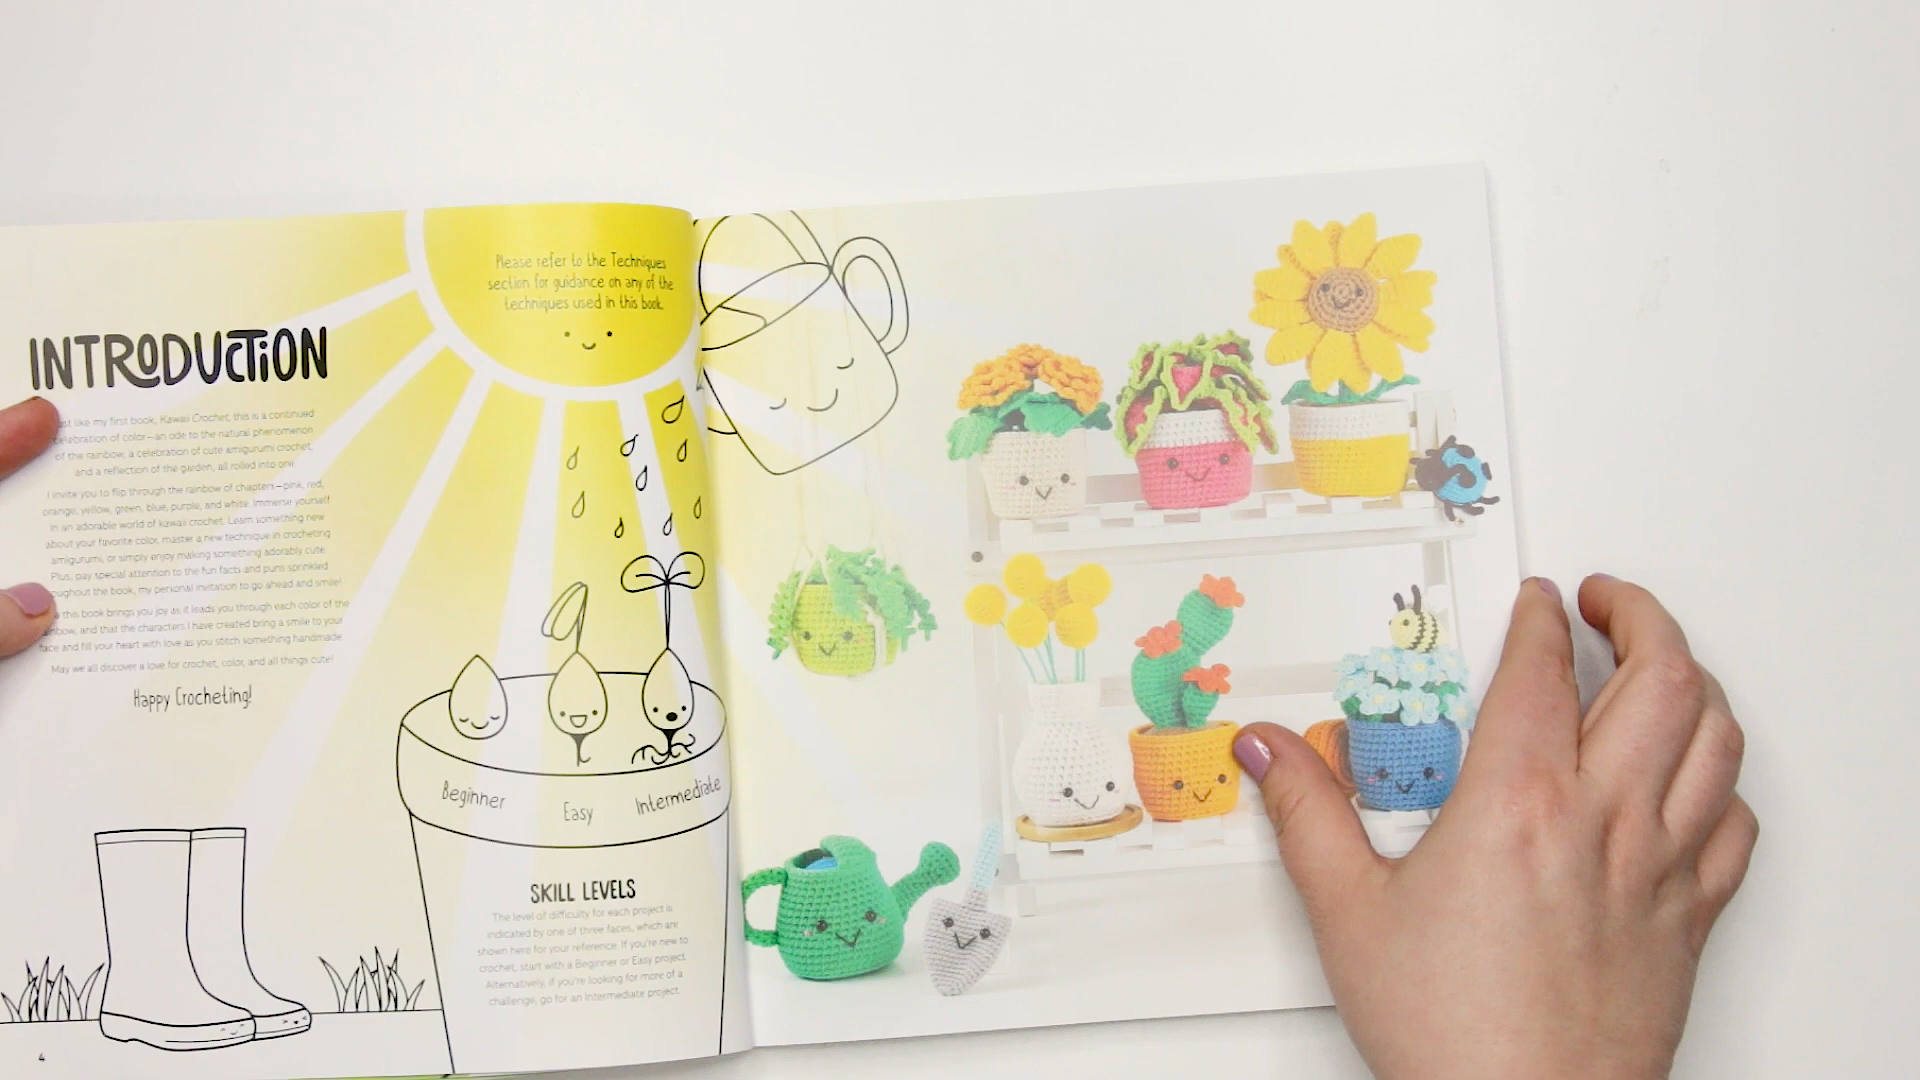 Please refer to the Techniques
section for guidance on any of the
techniques used in this book.
INTRODUCTION
like my first book, Kawaii Crochet, this is a continued
celebration of color—an ode to the natural phenomenon
of the rainbow, a celebration of cute amigurumi crochet,
and a reflection of the garden, all rolled into one.
I invite you to flip through the rainbow of chapters—pink, red,
orange, yellow, green, blue, purple, and white. Immerse yourself
in an adorable world of kawaii crochet. Learn something new
about your favorite color, master a new technique in crocheting
amigurumi, or simply enjoy making something adorably cute.
Plus, pay special attention to the fun facts and puns sprinkled
oughout the book, my personal invitation to go ahead and smile!
this book brings you joy as it leads you through each color of the
nbow, and that the characters I have created bring a smile to your
face and fill your heart with love as you stitch something handmade.
May we all discover a love for crochet, color, and all things cute!
Happy Crocheting!
Beginner
Easy
Intermediate
SKILL LEVELS
The level of difficulty for each project is
indicated by one of three faces, which are
shown here for your reference. If you're new to
crochet, start with a Beginner or Easy project.
Alternatively, if you're looking for more of a
challenge, go for an Intermediate project.
4